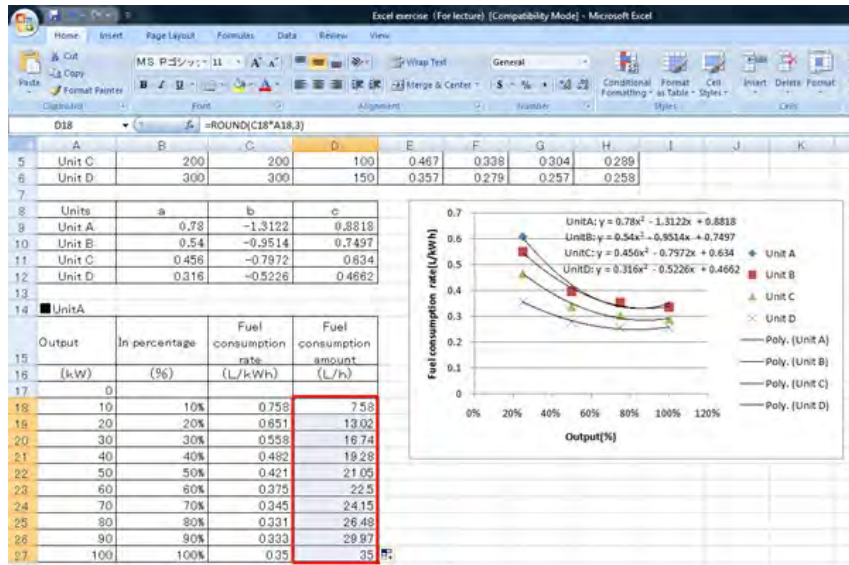 Excel exercise (For lecture) [Compatibility Mode] - Microsoft Excel
Home Insert Page Layout Formulas Data Review View
Cut
Copy
Format Painter
Paste
11
Wrap Text
Merge & Center
General
Conditional Formatting
Format as Table
Cell Styles
Insert Delete Format
Clipboard Font Alignment Number Styles Cells
D18 =ROUND(C18*A18,3)
A B C D E F G H I J K
5 Unit C 200 200 100 0.467 0.338 0.304 0.289
6 Unit D 300 300 150 0.357 0.279 0.257 0.258
7
8 Units a b c
9 Unit A 0.78 -1.3122 0.8818
10 Unit B 0.54 -0.9514 0.7497
11 Unit C 0.456 -0.7972 0.634
12 Unit D 0.316 -0.5226 0.4662
13
14 ■UnitA
15 Output In percentage Fuel consumption rate Fuel consumption amount
16 (kW) (%) (L/kWh) (L/h)
17 0
18 10 10% 0.758 7.58
19 20 20% 0.651 13.02
20 30 30% 0.558 16.74
21 40 40% 0.482 19.28
22 50 50% 0.421 21.05
23 60 60% 0.375 22.5
24 70 70% 0.345 24.15
25 80 80% 0.331 26.48
26 90 90% 0.333 29.97
27 100 100% 0.35 35
Fuel consumption rate(L/kWh)
0.7
0.6
0.5
0.4
0.3
0.2
0.1
0
0% 20% 40% 60% 80% 100% 120%
Output(%)
UnitA: y = 0.78x² - 1.3122x + 0.8818
UnitB: y = 0.54x² - 0.9514x + 0.7497
UnitC: y = 0.456x² - 0.7972x + 0.634
UnitD: y = 0.316x² - 0.5226x + 0.4662
Unit A
Unit B
Unit C
Unit D
Poly. (Unit A)
Poly. (Unit B)
Poly. (Unit C)
Poly. (Unit D)